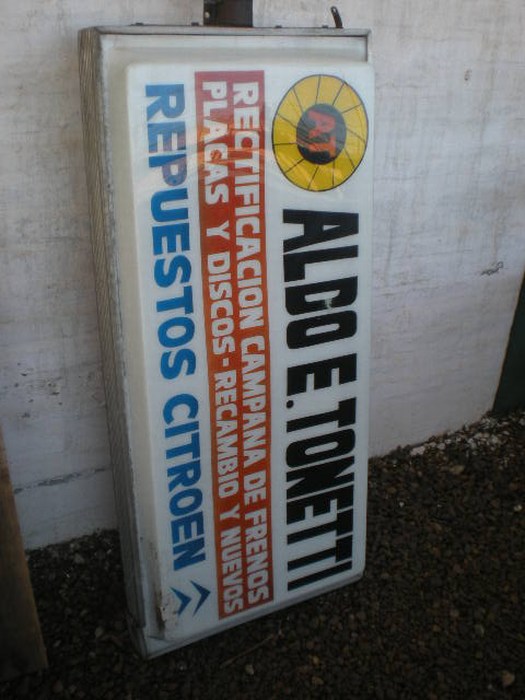 AT
ALDO E. TONETTI
RECTIFICACION CAMPANA DE FRENOS
PLACAS Y DISCOS - RECAMBIO Y NUEVOS
REPUESTOS CITROEN